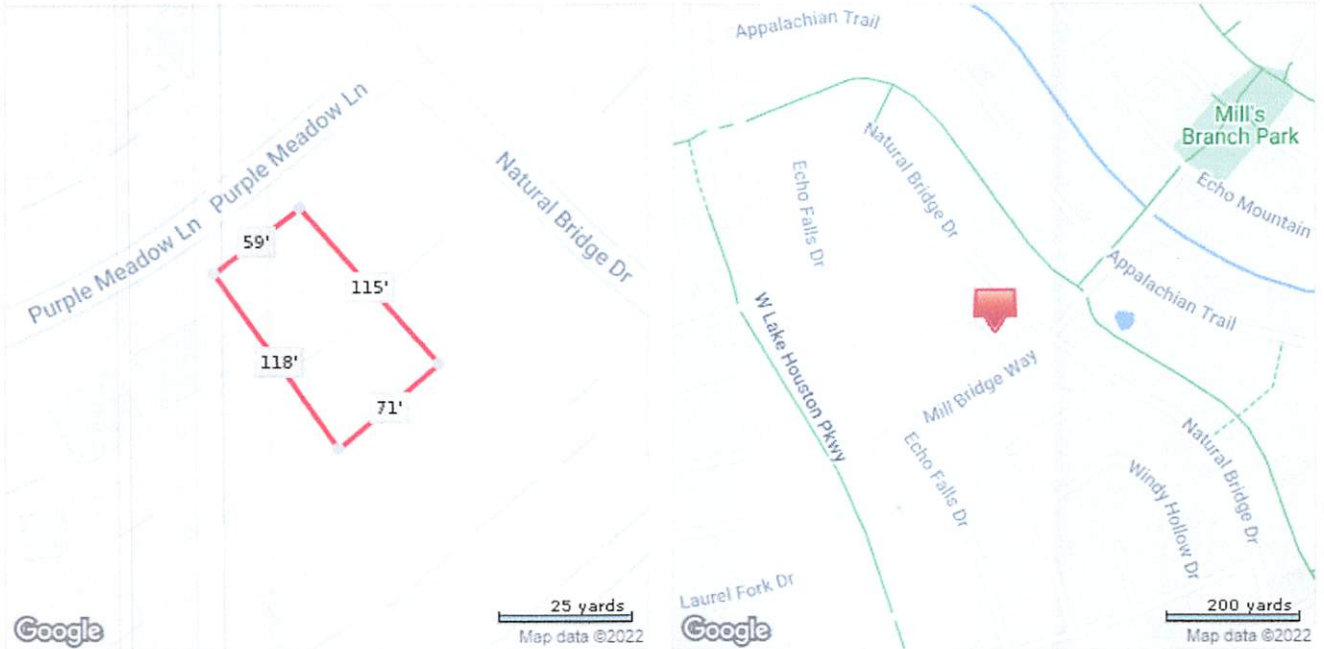 Purple Meadow Ln
Purple Meadow Ln
Natural Bridge Dr
59'
115'
118'
71'
25 yards
Google
Map data ©2022
Appalachian Trail
Mill's
Branch Park
Natural Bridge Dr
Echo Falls Dr
Echo Mountain
Appalachian Trail
W Lake Houston Pkwy
Mill Bridge Way
Echo Falls Dr
Natural Bridge Dr
Windy Hollow Dr
Laurel Fork Dr
200 yards
Google
Map data ©2022